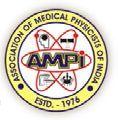 ASSOCIATION OF MEDICAL PHYSICISTS OF INDIA
AMPI
ESTD. - 1976